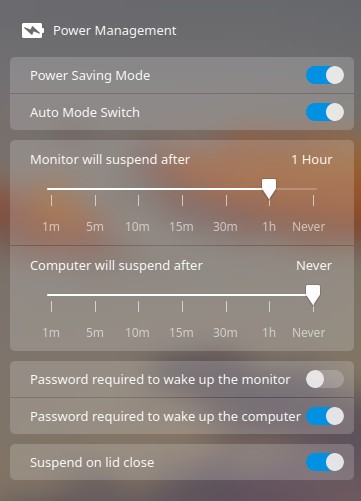 Power Management
Power Saving Mode
Auto Mode Switch
Monitor will suspend after 1 Hour
1m 5m 10m 15m 30m 1h Never
Computer will suspend after Never
1m 5m 10m 15m 30m 1h Never
Password required to wake up the monitor
Password required to wake up the computer
Suspend on lid close